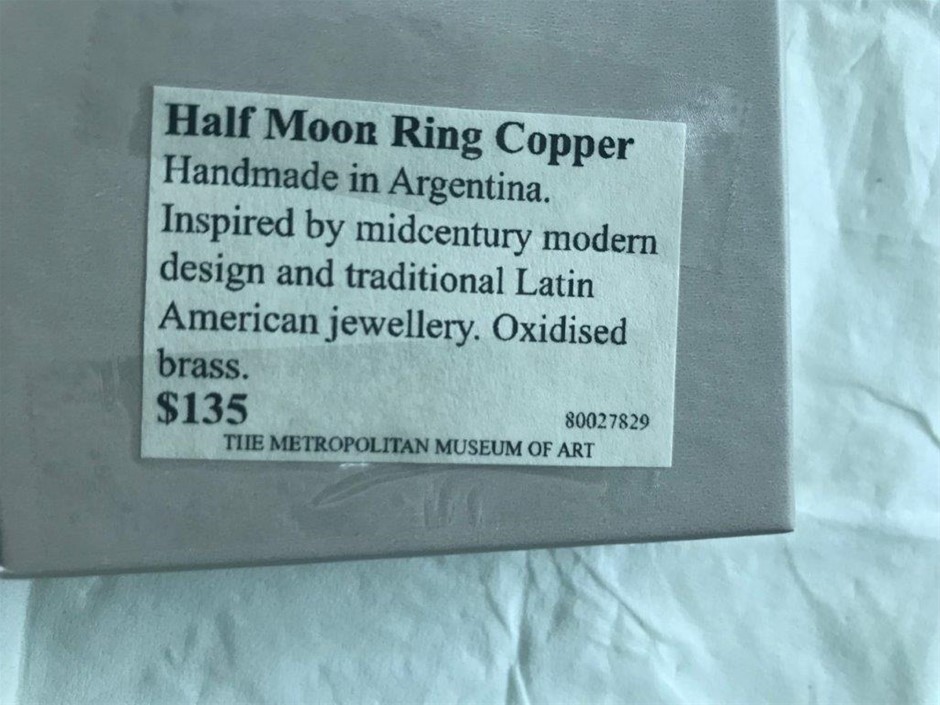 Half Moon Ring Copper
Handmade in Argentina.
Inspired by midcentury modern
design and traditional Latin
American jewellery. Oxidised
brass.
$135 80027829
THE METROPOLITAN MUSEUM OF ART